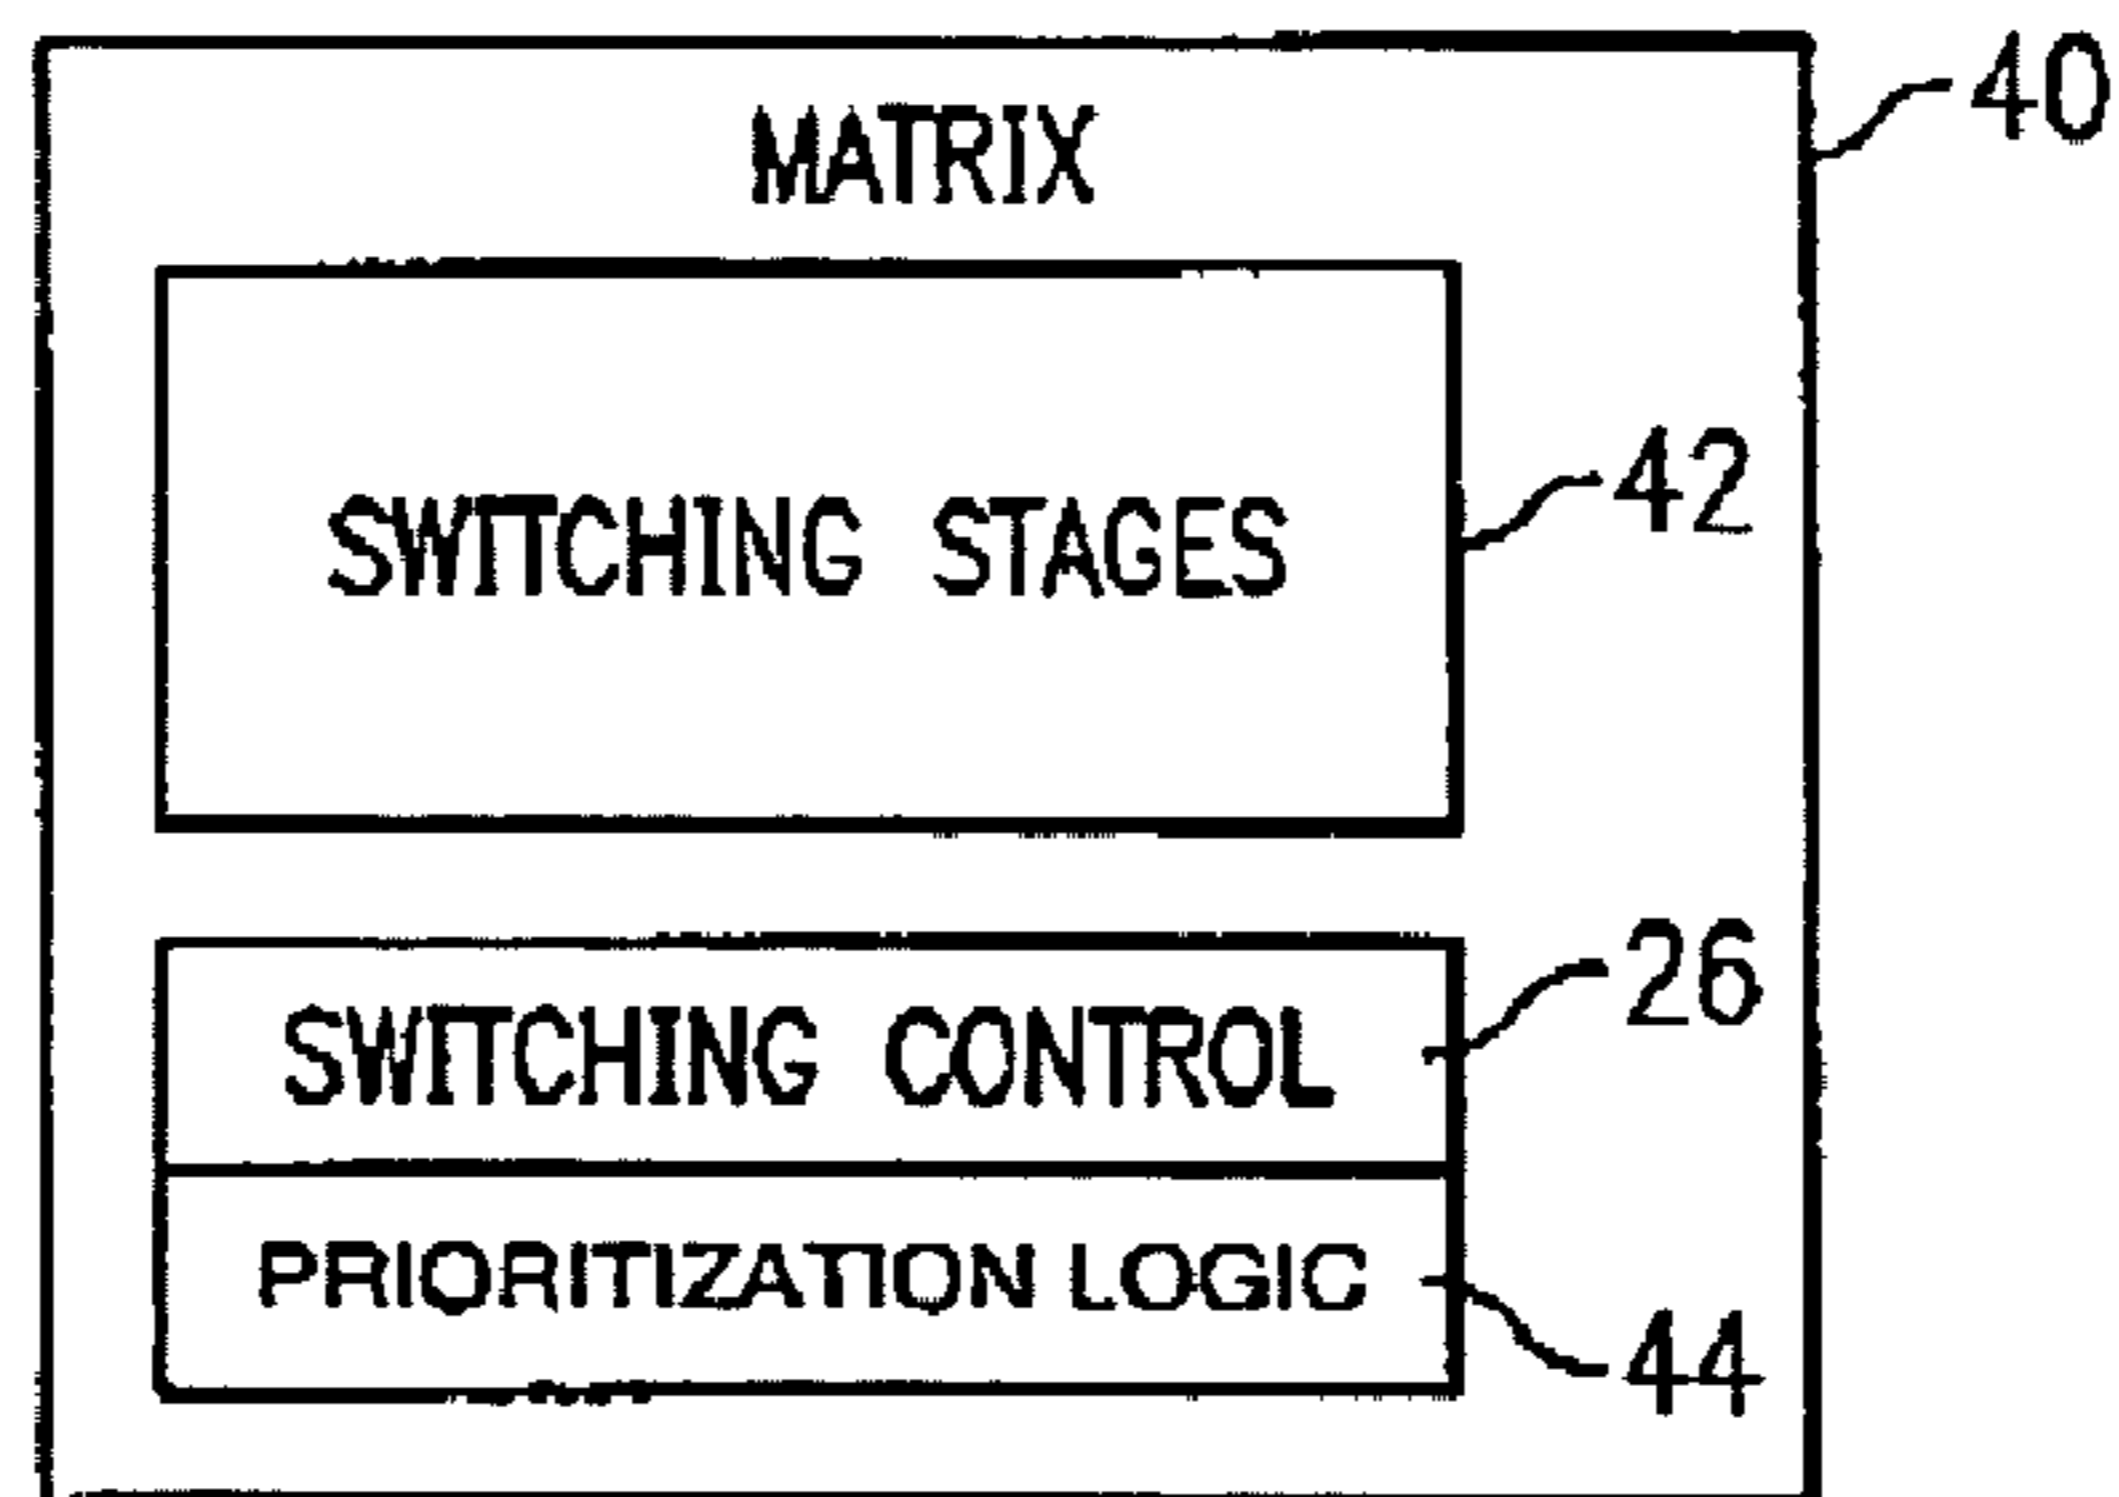 MATRIX
40
SWITCHING STAGES
42
SWITCHING CONTROL
26
PRIORITIZATION LOGIC
44